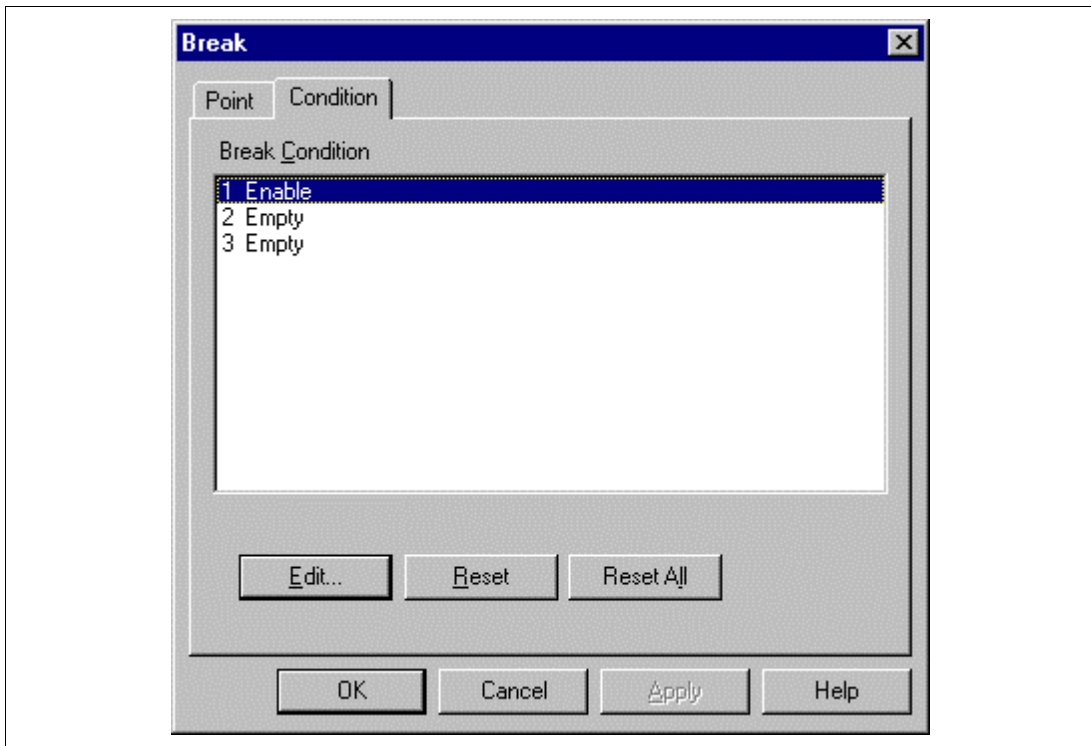 Break
Point Condition
Break Condition
1 Enable
2 Empty
3 Empty
Edit... Reset Reset All
OK Cancel Apply Help